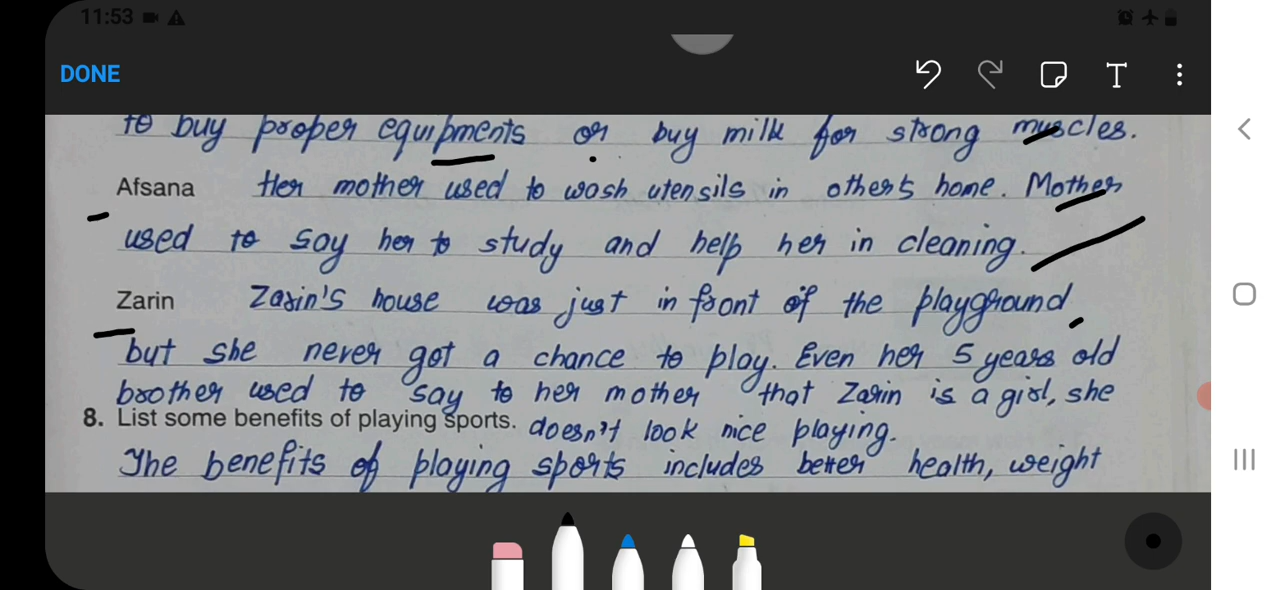 11:53
DONE
T
to buy proper equipments or buy milk for strong muscles.
Afsana Her mother used to wash utensils in other's home. Mother
used to say her to study and help her in cleaning.
Zarin Zarin's house was just in front of the playground,
but she never got a chance to play. Even her 5 years old
brother used to say to her mother that Zarin is a girl, she
8. List some benefits of playing sports. doesn't look nice playing.
The benefits of playing sports includes better health, weight